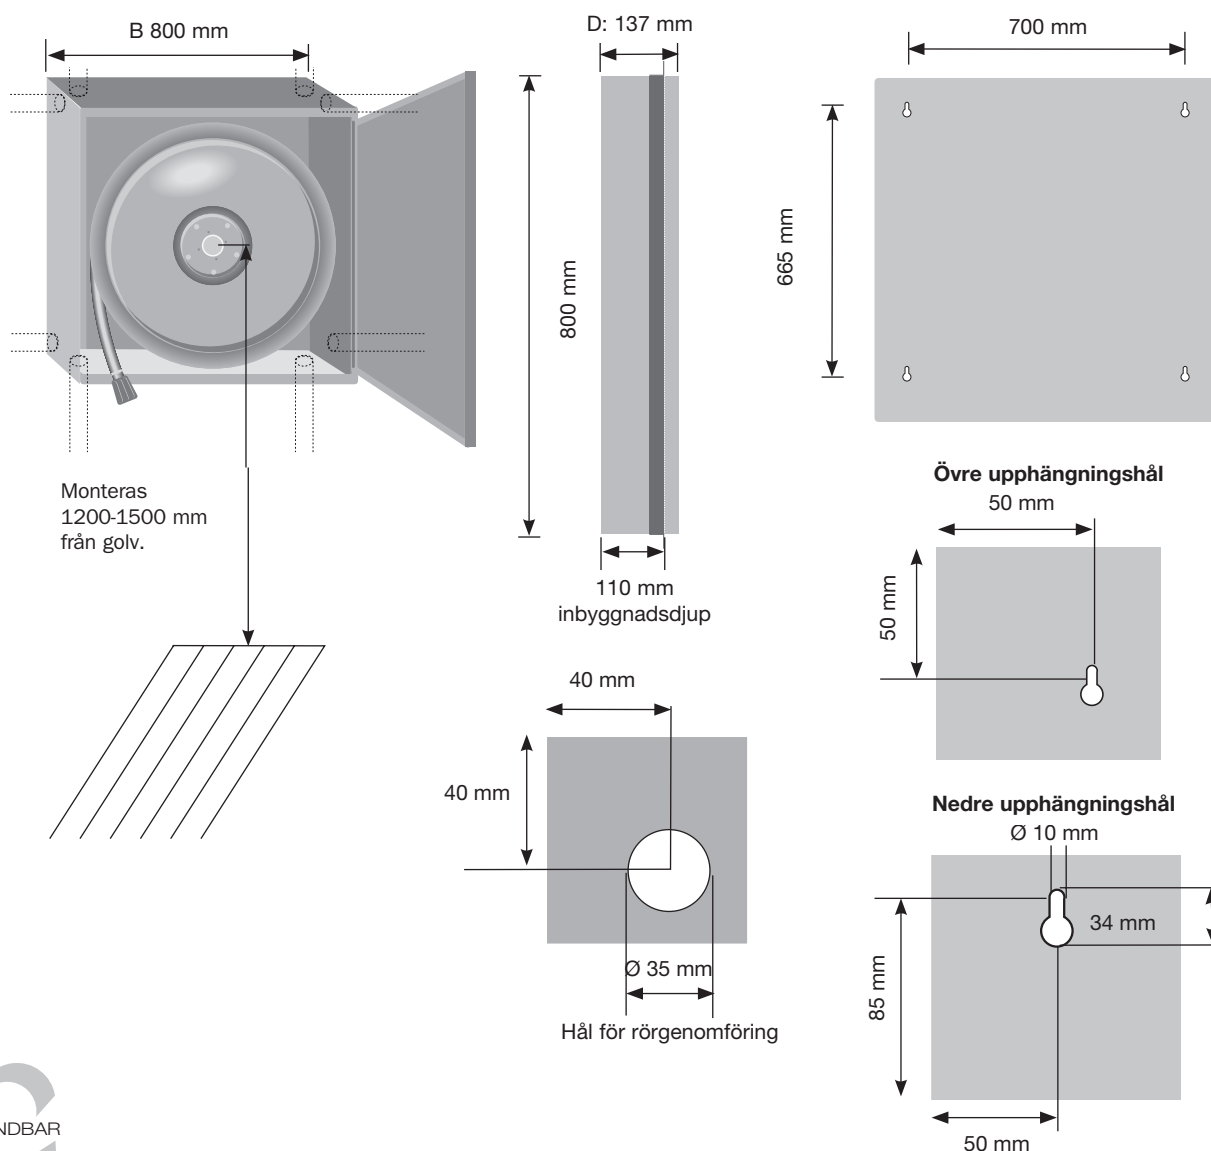 B 800 mm
D: 137 mm
700 mm
800 mm
665 mm
Monteras
1200-1500 mm
från golv.
110 mm
inbyggnadsdjup
Övre upphängningshål
50 mm
50 mm
40 mm
40 mm
Ø 35 mm
Hål för rörgenomföring
Nedre upphängningshål
Ø 10 mm
34 mm
85 mm
50 mm